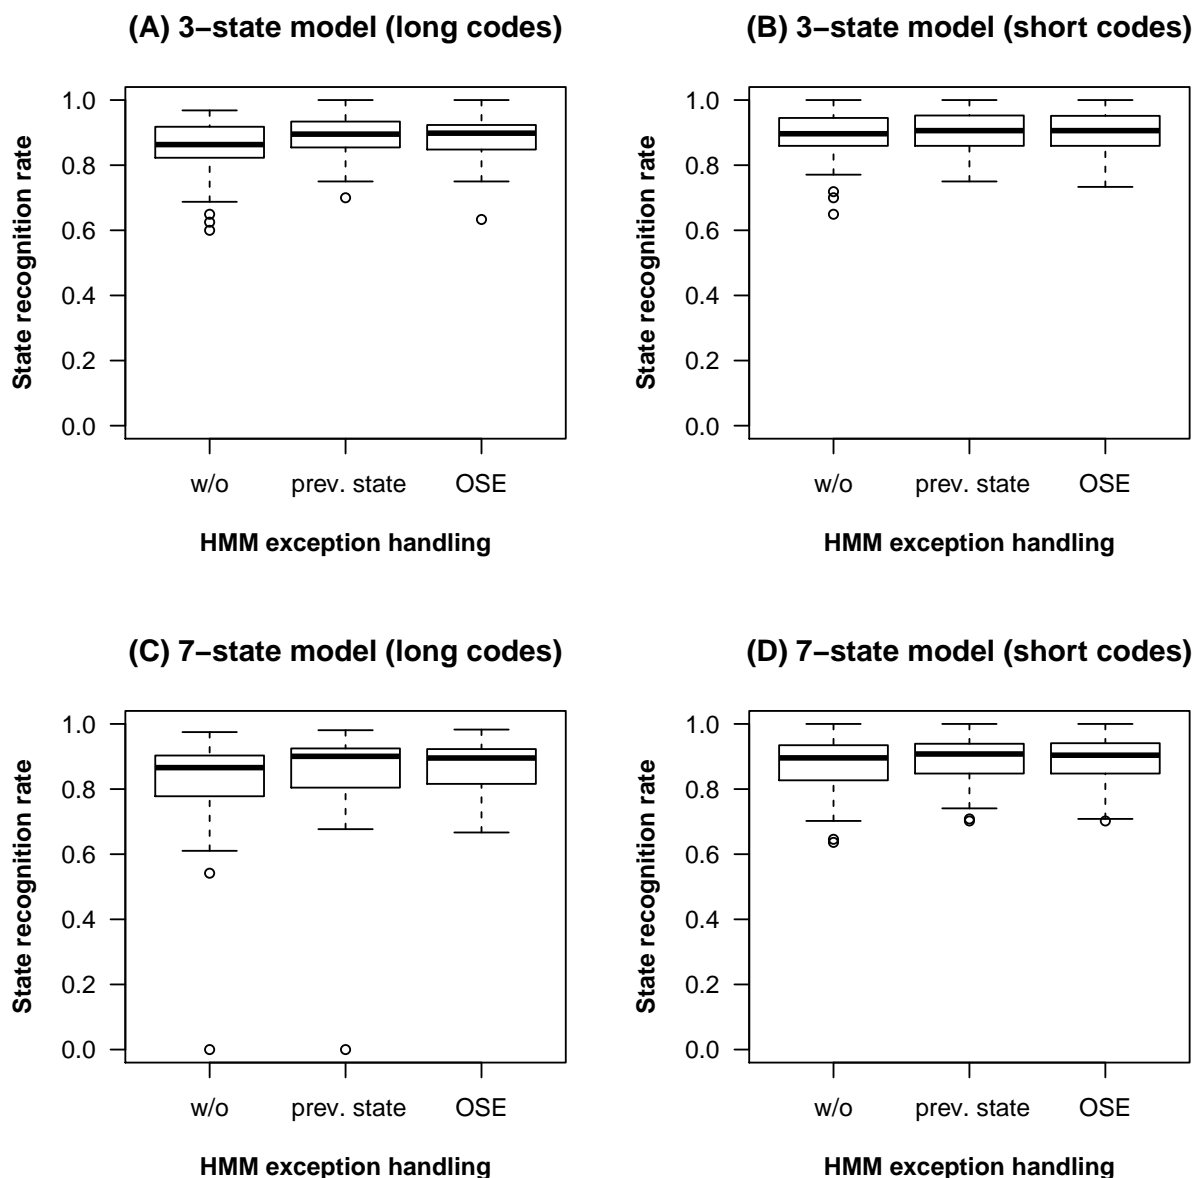 (A) 3−state model (long codes)
State recognition rate
1.0
0.8
0.6
0.4
0.2
0.0
w/o prev. state OSE
HMM exception handling
(B) 3−state model (short codes)
State recognition rate
1.0
0.8
0.6
0.4
0.2
0.0
w/o prev. state OSE
HMM exception handling
(C) 7−state model (long codes)
State recognition rate
1.0
0.8
0.6
0.4
0.2
0.0
w/o prev. state OSE
HMM exception handling
(D) 7−state model (short codes)
State recognition rate
1.0
0.8
0.6
0.4
0.2
0.0
w/o prev. state OSE
HMM exception handling